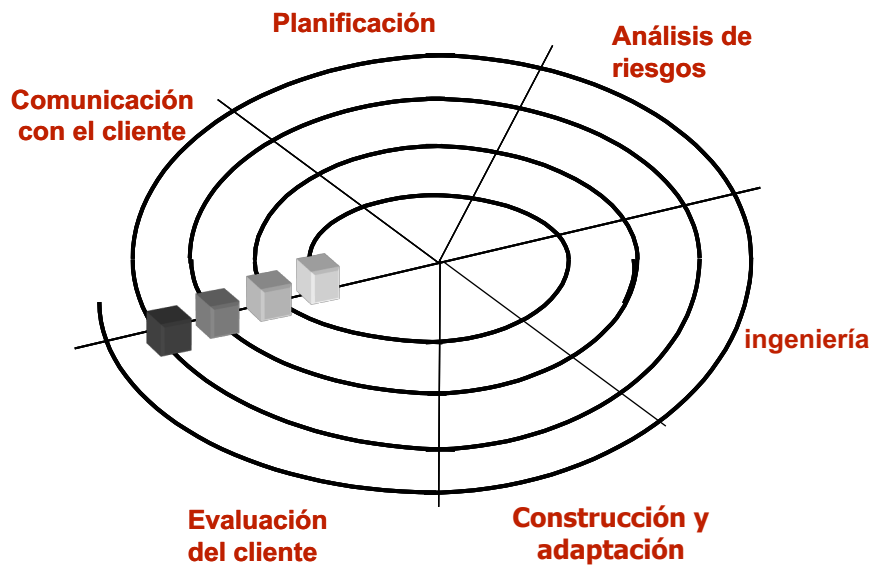 Planificación
Análisis de
riesgos
Comunicación
con el cliente
ingeniería
Construcción y
adaptación
Evaluación
del cliente